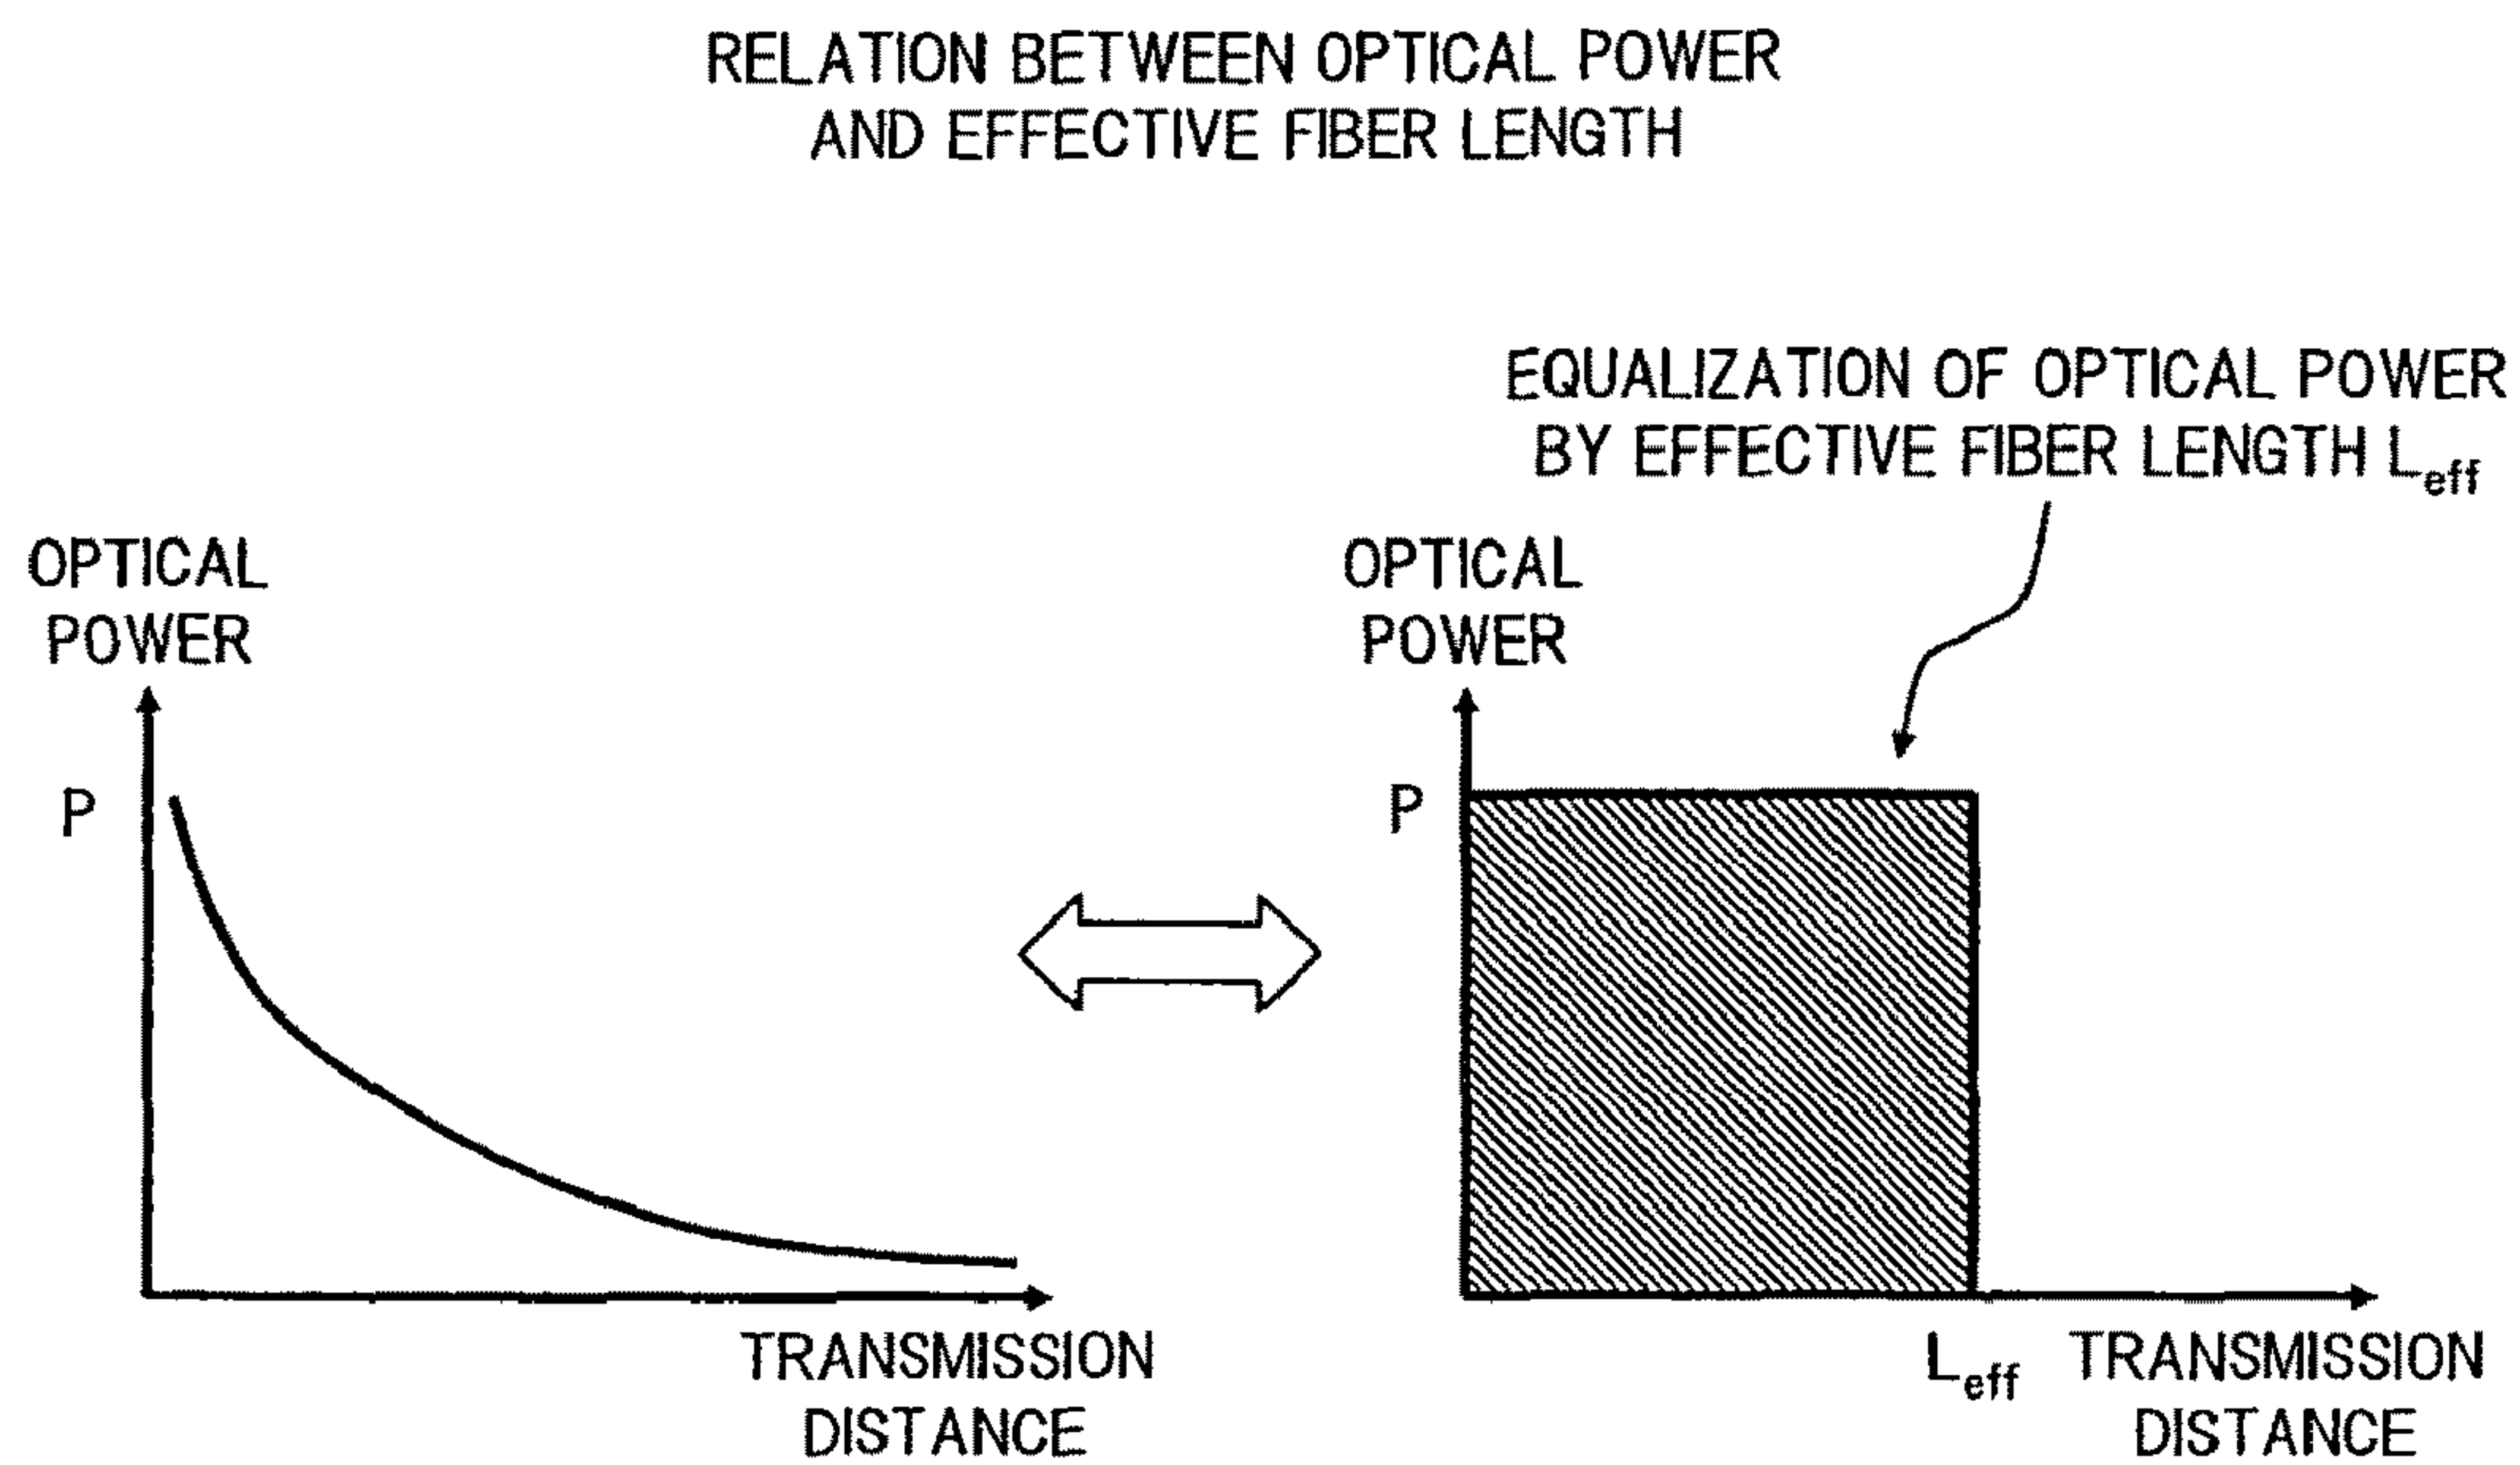 RELATION BETWEEN OPTICAL POWER
AND EFFECTIVE FIBER LENGTH
EQUALIZATION OF OPTICAL POWER
BY EFFECTIVE FIBER LENGTH Leff
OPTICAL
POWER
P
TRANSMISSION
DISTANCE
OPTICAL
POWER
P
Leff
TRANSMISSION
DISTANCE